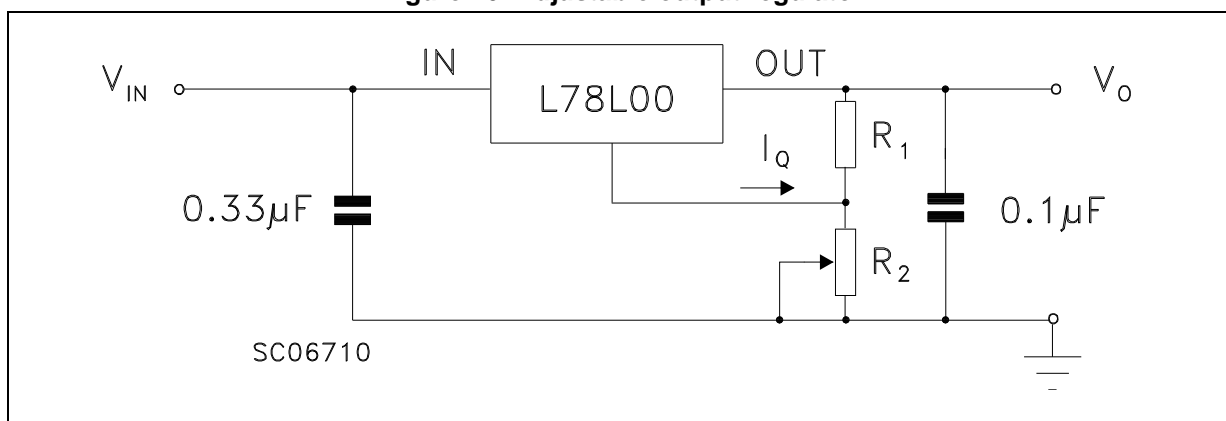 V_IN
IN
L78L00
OUT
V_O
I_Q
R_1
0.33μF
0.1μF
R_2
SC06710